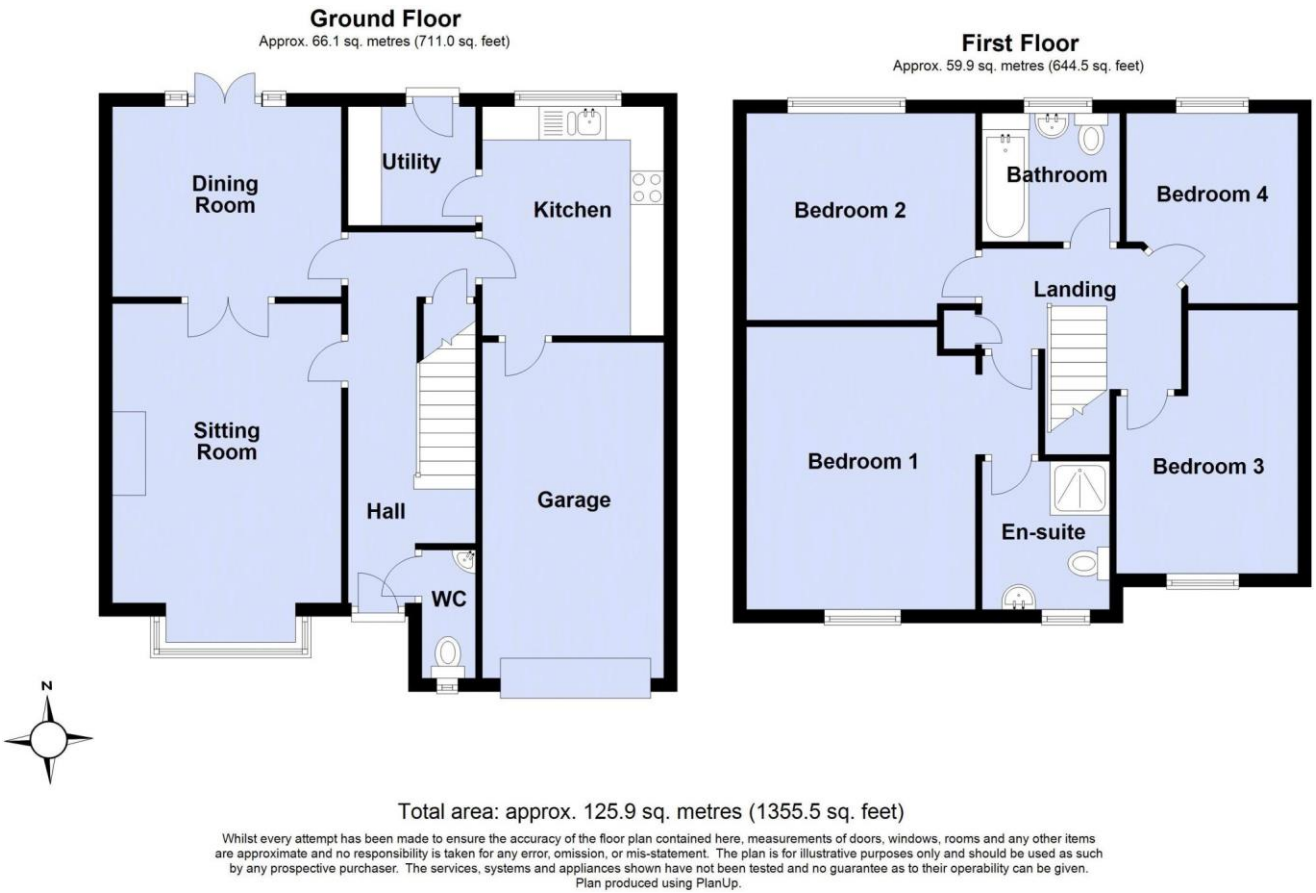 Ground Floor
Approx. 66.1 sq. metres (711.0 sq. feet)
Dining
Room
Utility
Kitchen
Sitting
Room
Hall
Garage
WC
First Floor
Approx. 59.9 sq. metres (644.5 sq. feet)
Bedroom 2
Bathroom
Bedroom 4
Landing
Bedroom 1
Bedroom 3
En-suite
N
Total area: approx. 125.9 sq. metres (1355.5 sq. feet)
Whilst every attempt has been made to ensure the accuracy of the floor plan contained here, measurements of doors, windows, rooms and any other items
are approximate and no responsibility is taken for any error, omission, or mis-statement. The plan is for illustrative purposes only and should be used as such
by any prospective purchaser. The services, systems and appliances shown have not been tested and no guarantee as to their operability can be given.
Plan produced using PlanUp.